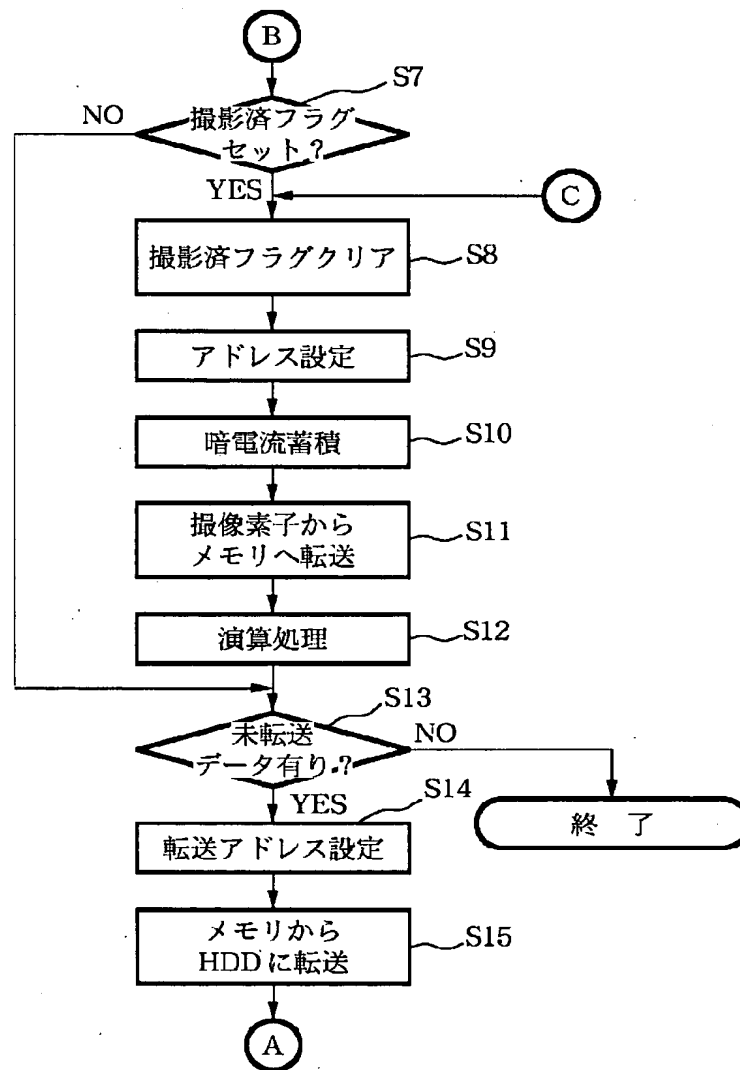 B
S7
NO
撮影済フラグ
セット？
YES
C
撮影済フラグクリア
S8
アドレス設定
S9
暗電流蓄積
S10
撮像素子から
メモリへ転送
S11
演算処理
S12
S13
未転送
データ有り？
NO
YES
S14
終 了
転送アドレス設定
メモリから
HDDに転送
S15
A